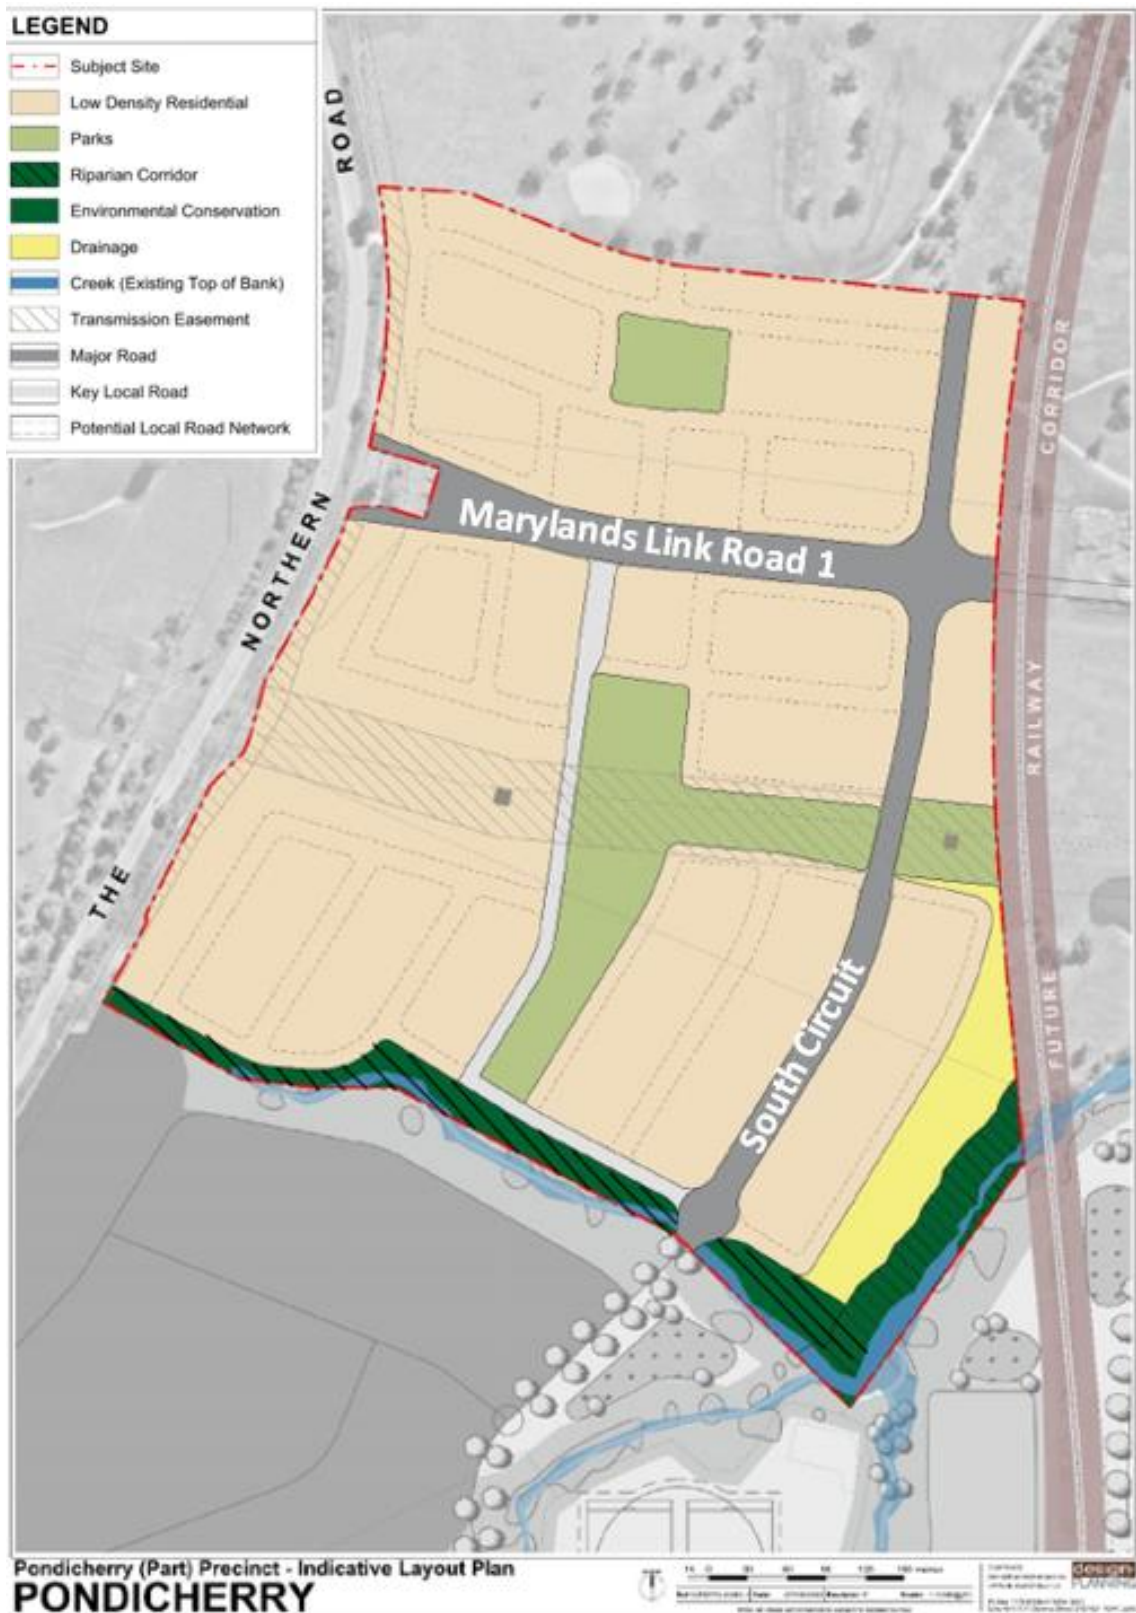 LEGEND
Subject Site
Low Density Residential
Parks
Riparian Corridor
Environmental Conservation
Drainage
Creek (Existing Top of Bank)
Transmission Easement
Major Road
Key Local Road
Potential Local Road Network
THE NORTHERN ROAD
Marylands Link Road 1
South Circuit
FUTURE RAILWAY CORRIDOR
Pondicherry (Part) Precinct - Indicative Layout Plan
PONDICHERRY
design
PLANNING